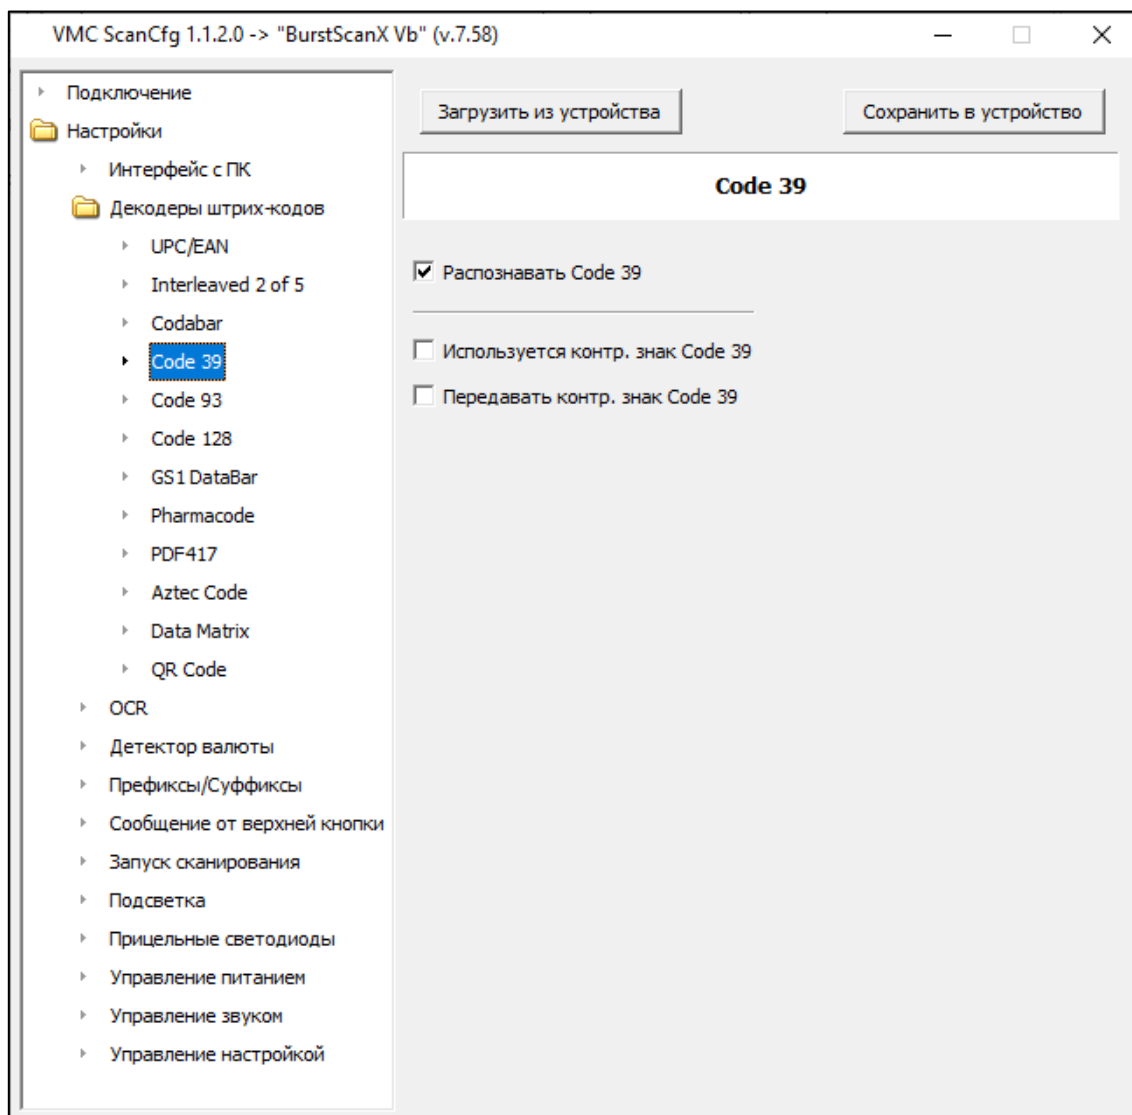 VMC ScanCfg 1.1.2.0 -> "BurstScanX Vb" (v.7.58)
Подключение
Настройки
Интерфейс с ПК
Декодеры штрих-кодов
UPC/EAN
Interleaved 2 of 5
Codabar
Code 39
Code 93
Code 128
GS1 DataBar
Pharmacode
PDF417
Aztec Code
Data Matrix
QR Code
OCR
Детектор валюты
Префиксы/Суффиксы
Сообщение от верхней кнопки
Запуск сканирования
Подсветка
Прицельные светодиоды
Управление питанием
Управление звуком
Управление настройкой
Загрузить из устройства
Сохранить в устройство
Code 39
Распознавать Code 39
Используется контр. знак Code 39
Передавать контр. знак Code 39